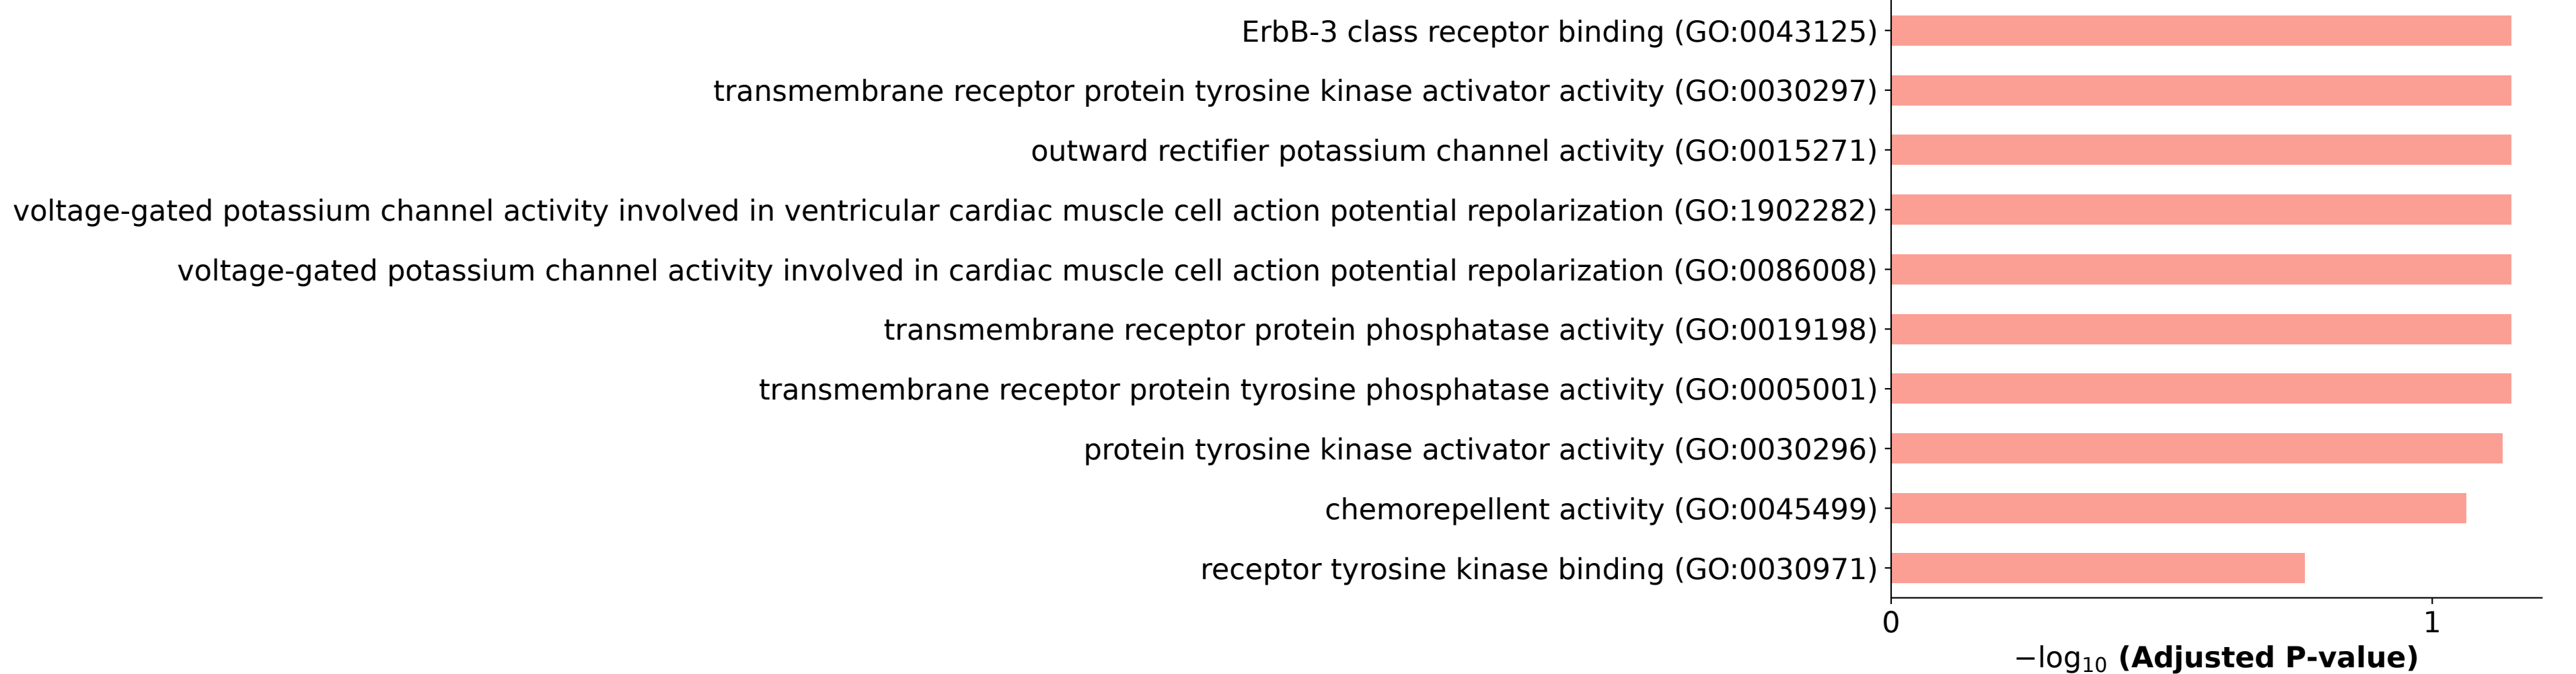 ErbB-3 class receptor binding (GO:0043125)
transmembrane receptor protein tyrosine kinase activator activity (GO:0030297)
outward rectifier potassium channel activity (GO:0015271)
voltage-gated potassium channel activity involved in ventricular cardiac muscle cell action potential repolarization (GO:1902282)
voltage-gated potassium channel activity involved in cardiac muscle cell action potential repolarization (GO:0086008)
transmembrane receptor protein phosphatase activity (GO:0019198)
transmembrane receptor protein tyrosine phosphatase activity (GO:0005001)
protein tyrosine kinase activator activity (GO:0030296)
chemorepellent activity (GO:0045499)
receptor tyrosine kinase binding (GO:0030971)
0 1
−log₁₀ (Adjusted P-value)